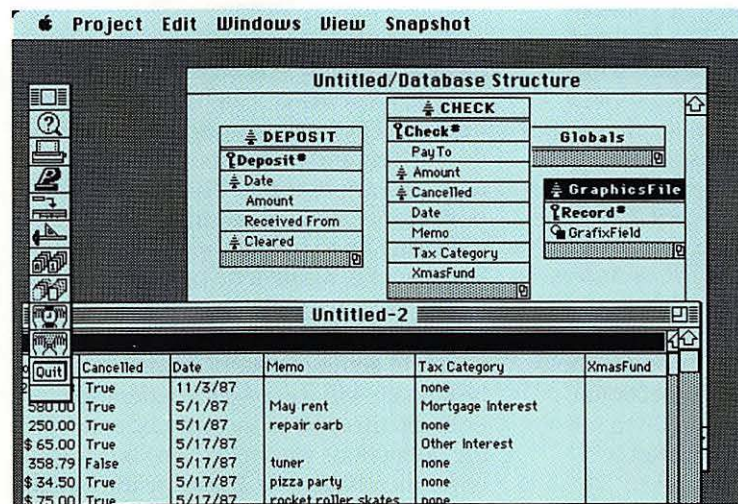 Project Edit Windows View Snapshot
Untitled/Database Structure
DEPOSIT
Deposit#
Date
Amount
Received From
Cleared
CHECK
Check#
PayTo
Amount
Cancelled
Date
Memo
Tax Category
XmasFund
Globals
GraphicsFile
Record#
GrafixField
Quit
Untitled-2
Cancelled Date Memo Tax Category XmasFund
True 11/3/87 none
580.00 True 5/1/87 May rent Mortgage Interest
250.00 True 5/1/87 repair carb none
$ 65.00 True 5/17/87 Other Interest
358.79 False 5/17/87 tuner none
$ 34.50 True 5/17/87 pizza party none
$ 75.00 True 5/17/87 rocket roller skates none